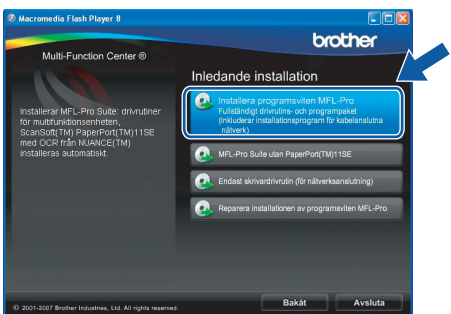 Macromedia Flash Player 8
brother
Multi-Function Center ®
Inledande installation
Installerar MFL-Pro Suite: drivrutiner
för multifunktionsenheten,
ScanSoft(TM) PaperPort(TM)11SE
med OCR från NUANCE(TM)
installeras automatiskt.
Installera programsviten MFL-Pro
Fullständigt drivrutins- och programpaket
(Inkluderar installationsprogram för kabelanslutna
nätverk)
MFL-Pro Suite utan PaperPort(TM)11SE
Endast skrivardrivrutin (för nätverksanslutning)
Reparera installationen av programsviten MFL-Pro
© 2001-2007 Brother Industries, Ltd. All rights reserved.
Bakåt
Avsluta